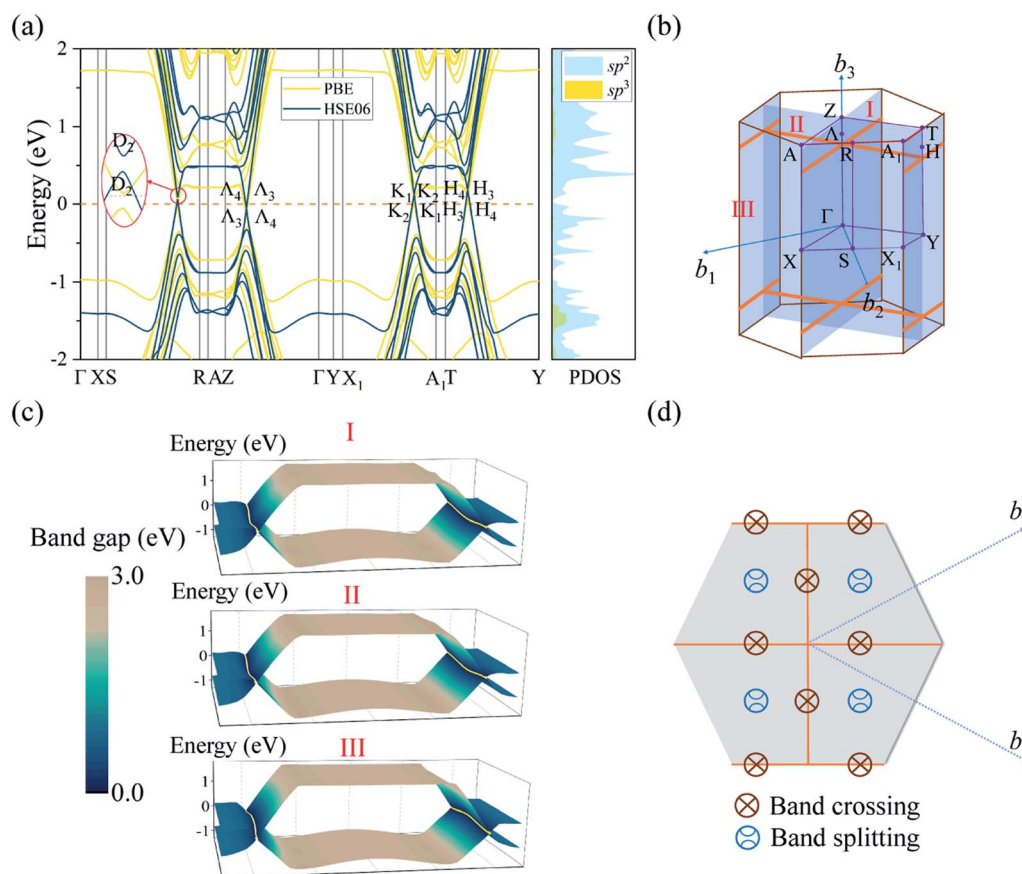 (a)
Energy (eV)
2
1
0
-1
-2
PBE
HSE06
D₂
D₂
Λ₄ Λ₃
Λ₃ Λ₄
K₁ K₂ H₄ H₃
K₂ K₁ H₃ H₄
Γ XS RAZ ΓYX₁ A₁T Y
sp²
sp³
PDOS
(b)
b₃
Z I
II T
Λ
A R A₁ H
III
Γ
b₁ X S X₁ Y
b₂
(c)
Energy (eV) I
1
0
-1
Band gap (eV)
3.0
0.0
Energy (eV) II
1
0
-1
Energy (eV) III
1
0
-1
(d)
b
b
Band crossing
Band splitting